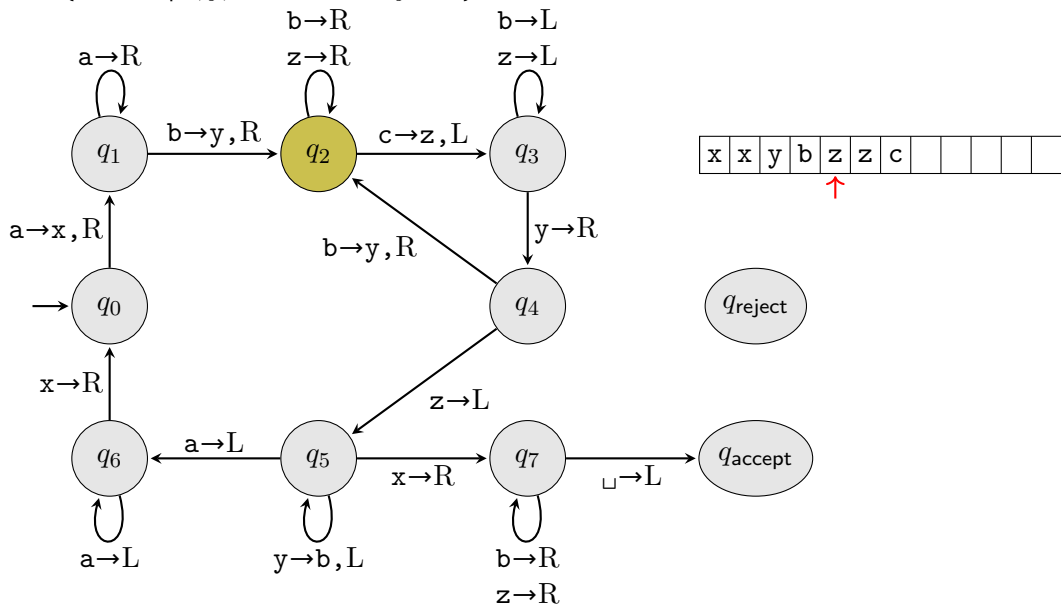 b→R
z→R
b→L
z→L
a→R
q1
b→y,R
q2
c→z,L
q3
x x y b z z c
↑
a→x,R
b→y,R
y→R
q0
q4
qreject
x→R
z→L
q6
a→L
q5
x→R
q7
␣→L
qaccept
a→L
y→b,L
b→R
z→R